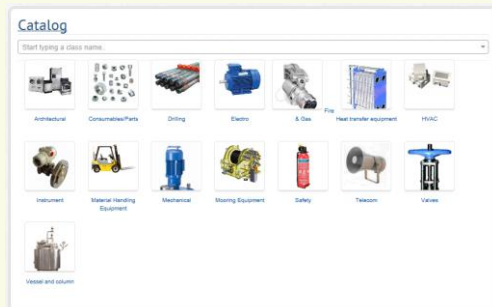 Catalog
Start typing a class name.
Architectural
Consumables/Parts
Drilling
Electro
Fire
& Gas
Heat transfer equipment
HVAC
Instrument
Material Handling
Equipment
Mechanical
Mooring Equipment
Safety
Telecom
Valves
Vessel and column